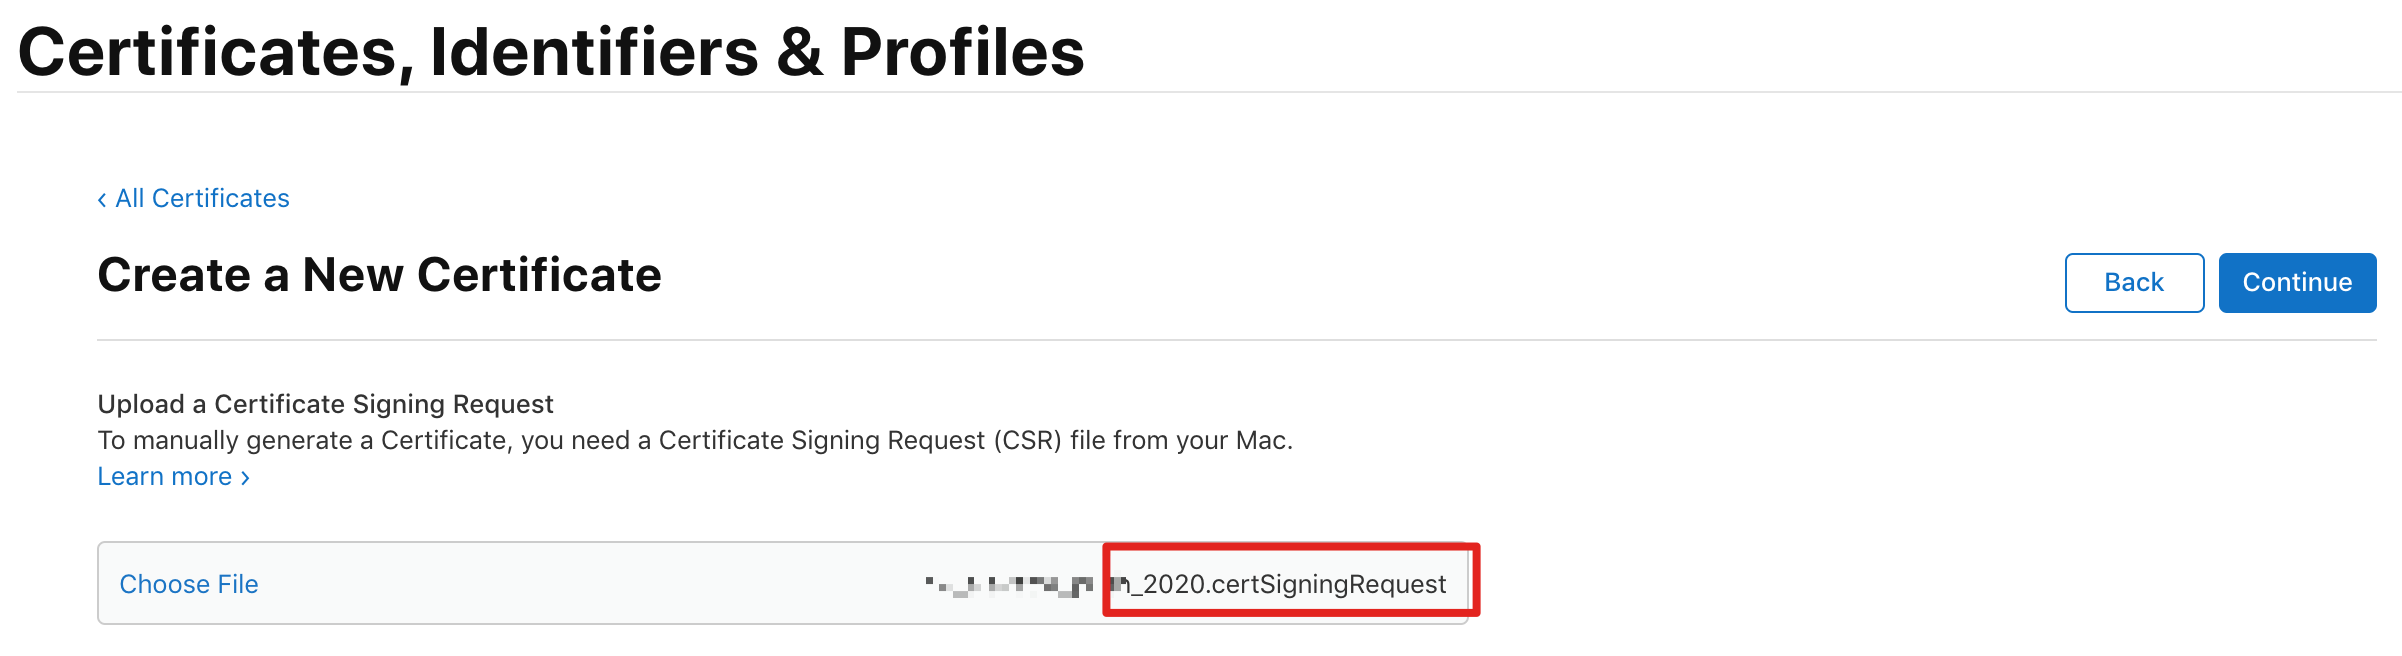 Certificates, Identifiers & Profiles
‹ All Certificates
Create a New Certificate
Back
Continue
Upload a Certificate Signing Request
To manually generate a Certificate, you need a Certificate Signing Request (CSR) file from your Mac.
Learn more ›
Choose File
_2020.certSigningRequest